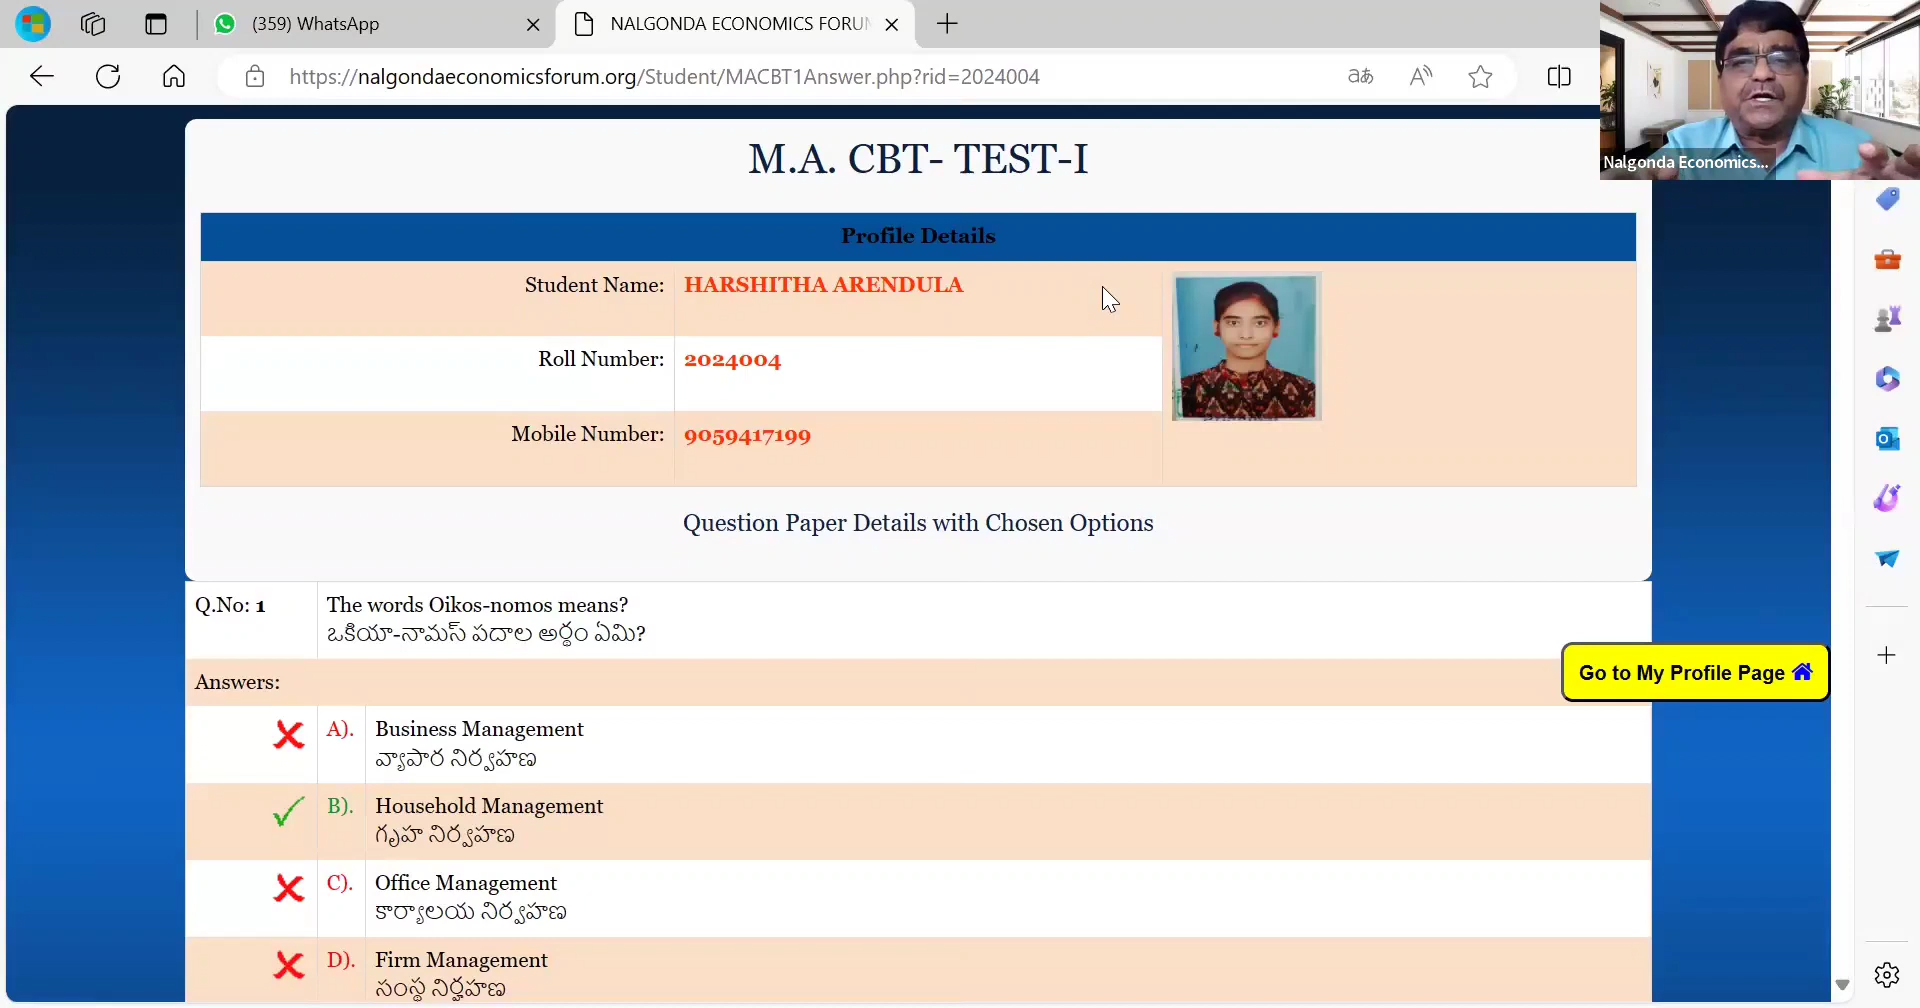 (359) WhatsApp
NALGONDA ECONOMICS FORUM
https://nalgondaeconomicsforum.org/Student/MACBT1Answer.php?rid=2024004
Nalgonda Economics...
M.A. CBT- TEST-I
Profile Details
Student Name: HARSHITHA ARENDULA
Roll Number: 2024004
Mobile Number: 9059417199
Question Paper Details with Chosen Options
Q.No: 1 The words Oikos-nomos means?
ఒకియా-నామస్ పదాల అర్థం ఏమి?
Go to My Profile Page
Answers:
A). Business Management
వ్యాపార నిర్వహణ
B). Household Management
గృహ నిర్వహణ
C). Office Management
కార్యాలయ నిర్వహణ
D). Firm Management
సంస్థ నిర్హహణ